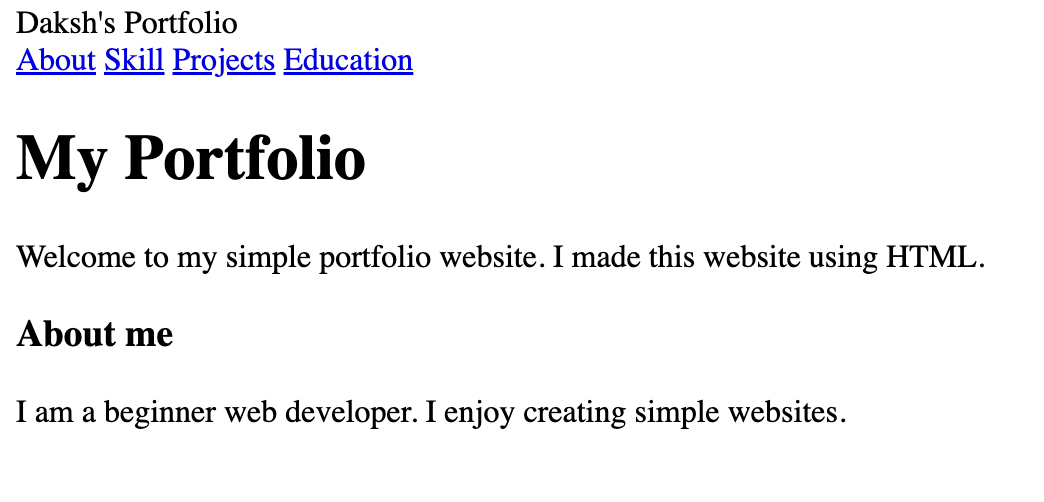 Daksh's Portfolio
About Skill Projects Education
My Portfolio
Welcome to my simple portfolio website. I made this website using HTML.
About me
I am a beginner web developer. I enjoy creating simple websites.